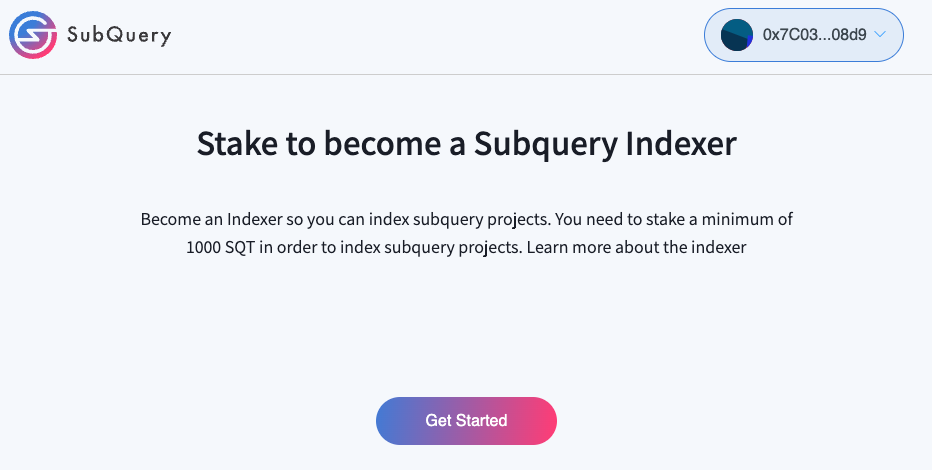 SubQuery
0x7C03...08d9
Stake to become a Subquery Indexer
Become an Indexer so you can index subquery projects. You need to stake a minimum of
1000 SQT in order to index subquery projects. Learn more about the indexer
Get Started